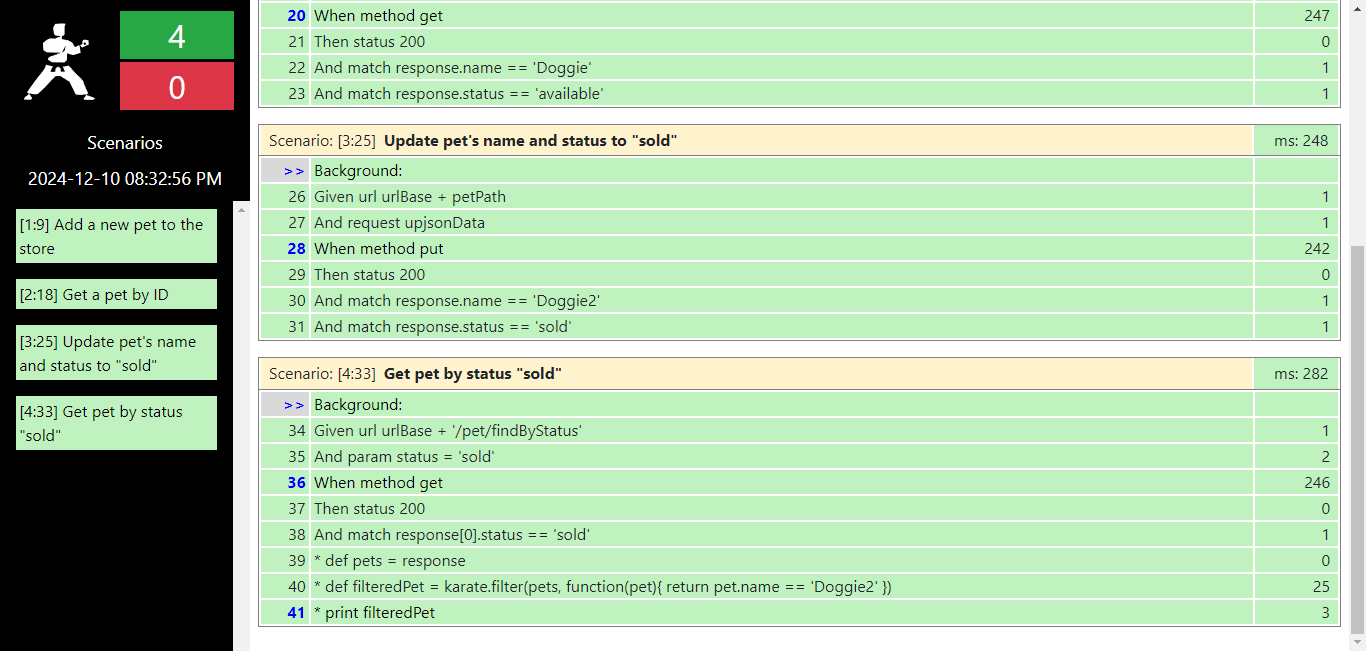 4
0
Scenarios
2024-12-10 08:32:56 PM
[1:9] Add a new pet to the
store
[2:18] Get a pet by ID
[3:25] Update pet's name
and status to "sold"
[4:33] Get pet by status
"sold"
20 When method get 247
21 Then status 200 0
22 And match response.name == 'Doggie' 1
23 And match response.status == 'available' 1
Scenario: [3:25] Update pet's name and status to "sold" ms: 248
>> Background:
26 Given url urlBase + petPath 1
27 And request upjsonData 1
28 When method put 242
29 Then status 200 0
30 And match response.name == 'Doggie2' 1
31 And match response.status == 'sold' 1
Scenario: [4:33] Get pet by status "sold" ms: 282
>> Background:
34 Given url urlBase + '/pet/findByStatus' 1
35 And param status = 'sold' 2
36 When method get 246
37 Then status 200 0
38 And match response[0].status == 'sold' 1
39 * def pets = response 0
40 * def filteredPet = karate.filter(pets, function(pet){ return pet.name == 'Doggie2' }) 25
41 * print filteredPet 3